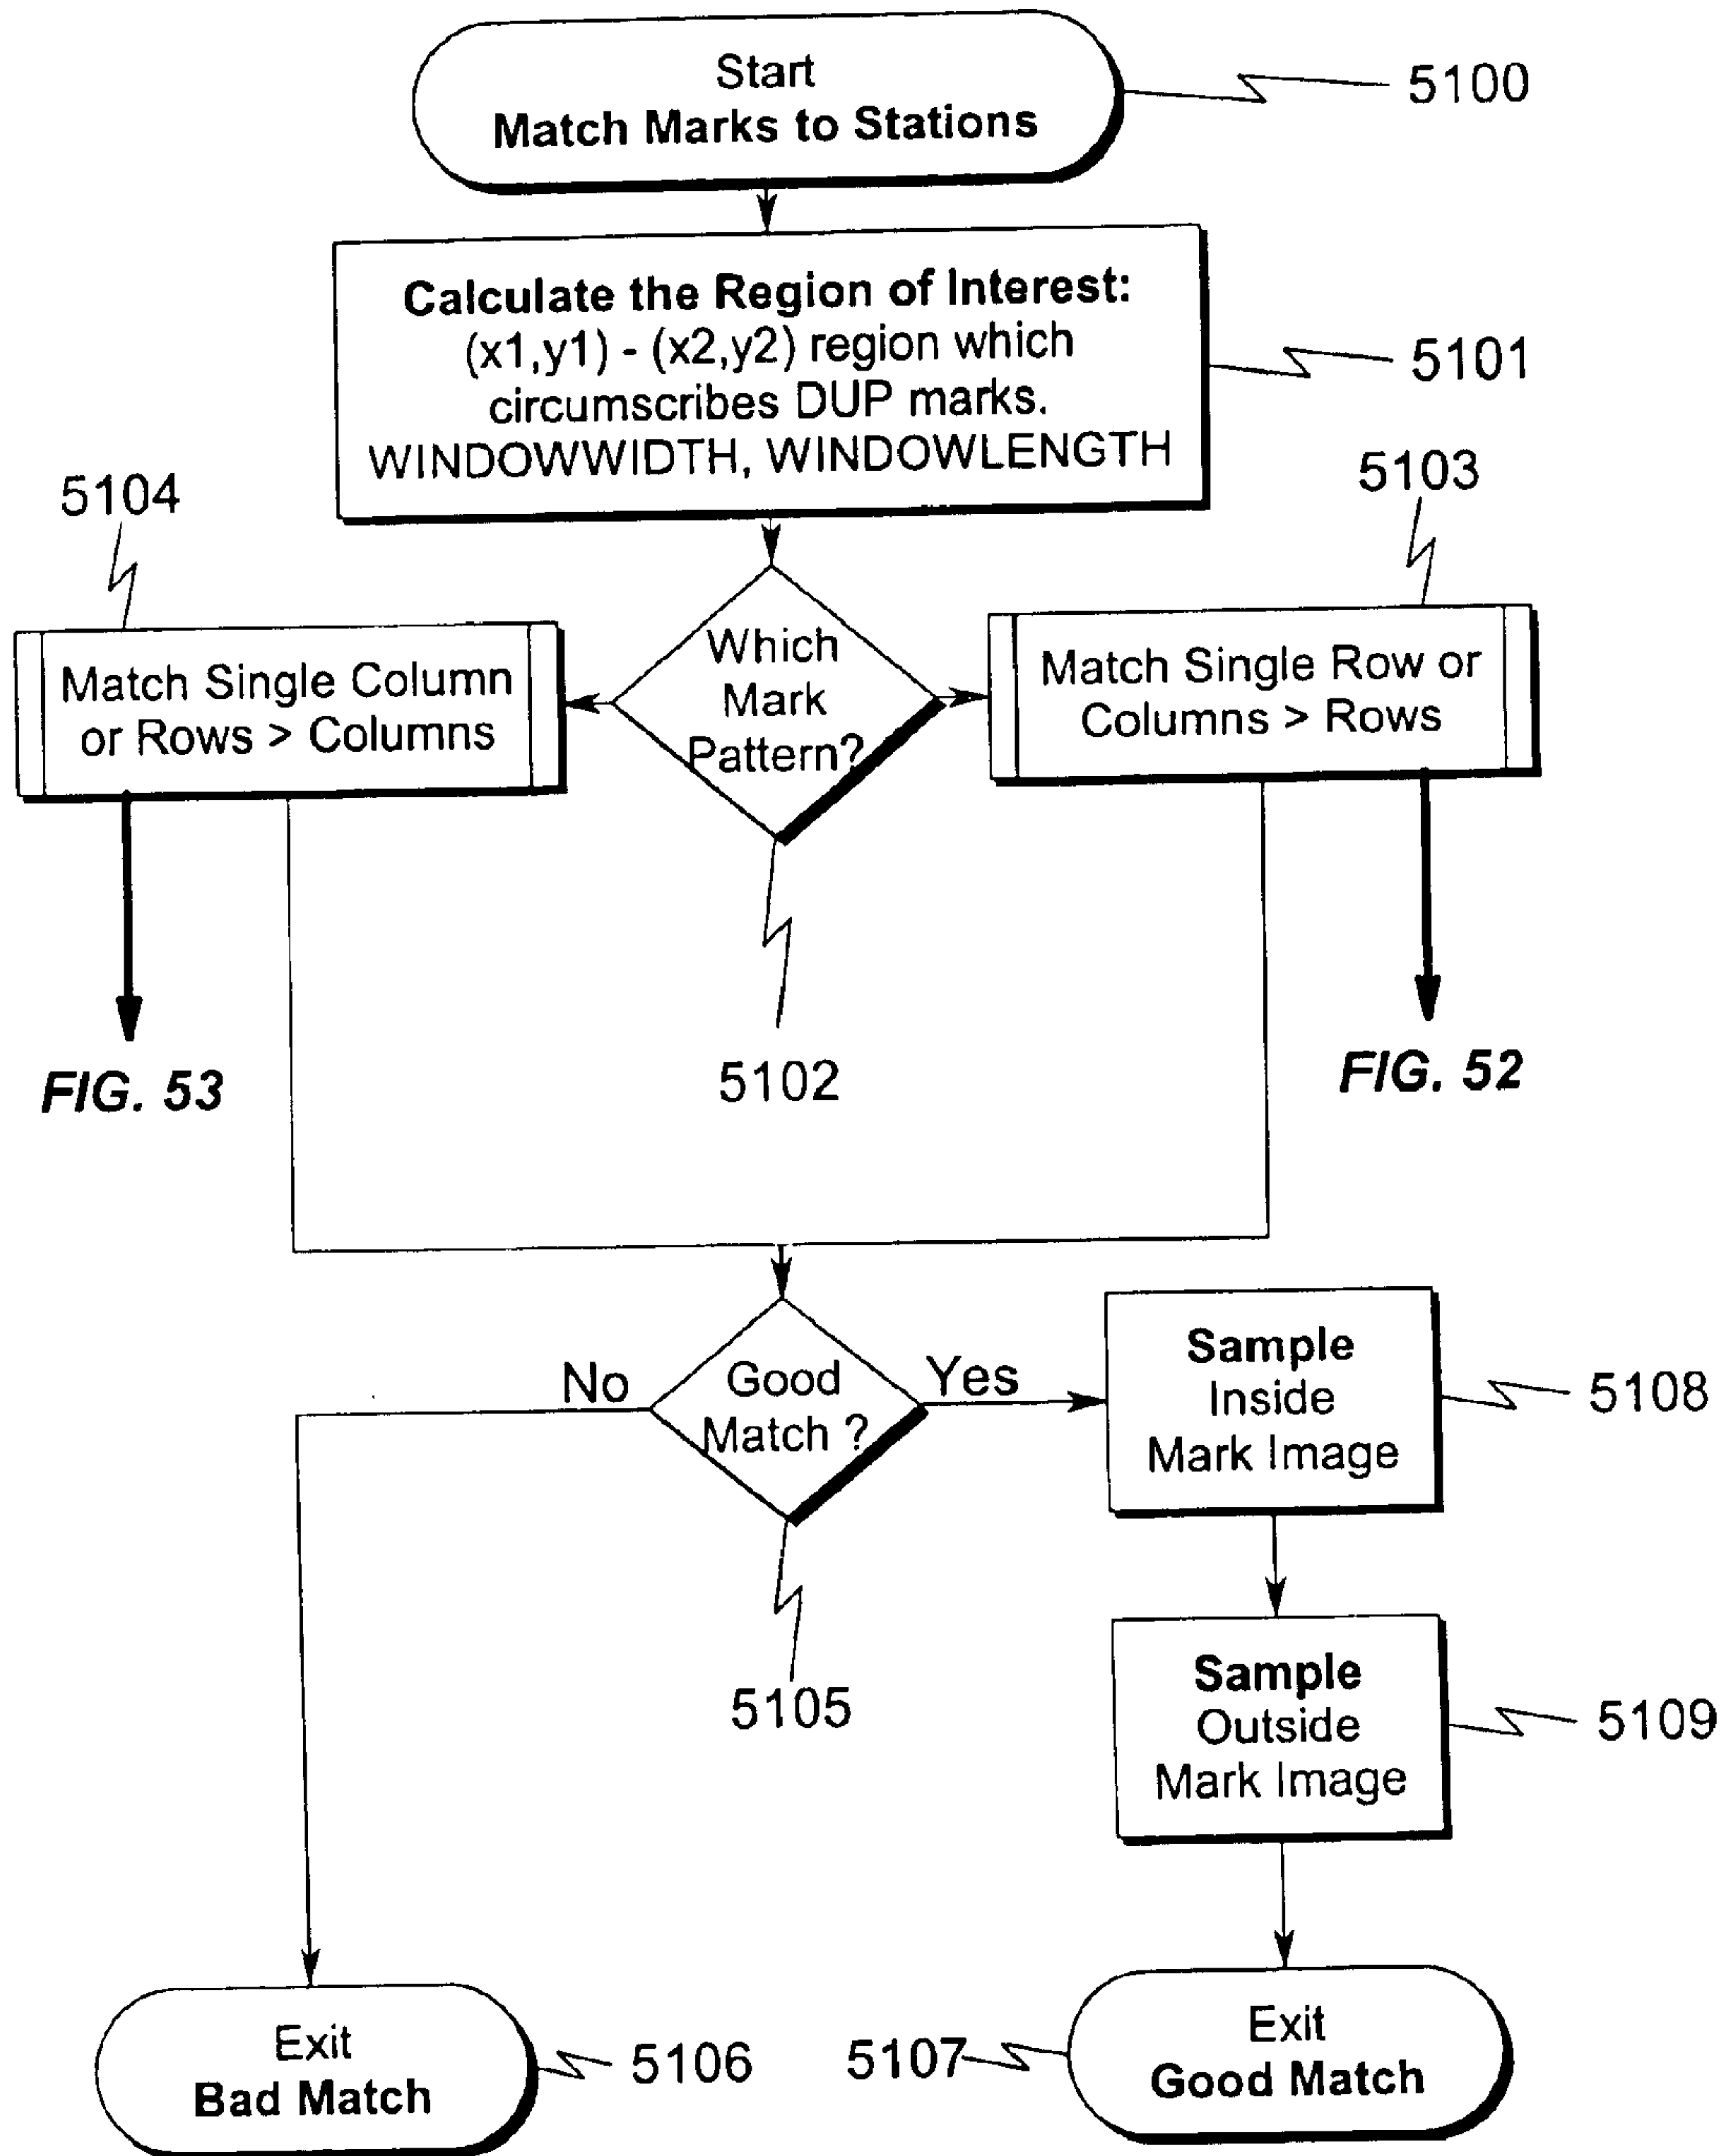 Start
Match Marks to Stations
5100
Calculate the Region of Interest:
(x1,y1) - (x2,y2) region which
circumscribes DUP marks.
WINDOWWIDTH, WINDOWLENGTH
5101
5104
5103
Match Single Column
or Rows > Columns
Which
Mark
Pattern?
Match Single Row or
Columns > Rows
FIG. 53
5102
FIG. 52
No
Good
Match ?
Yes
Sample
Inside
Mark Image
5108
5105
Sample
Outside
Mark Image
5109
Exit
Bad Match
5106
5107
Exit
Good Match